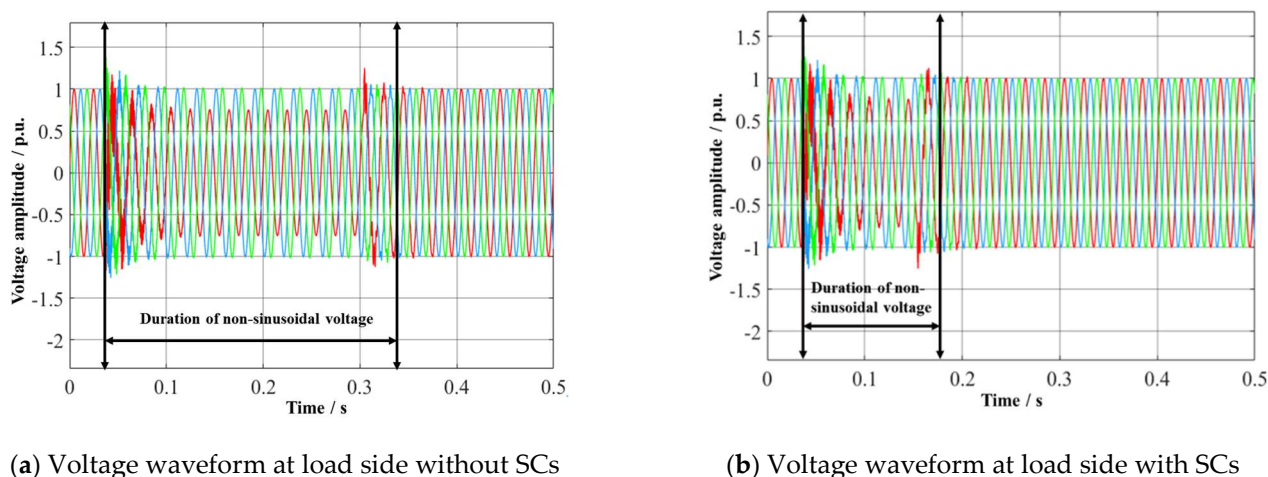 1.5
1
0.5
0
-0.5
-1
-1.5
-2
Voltage amplitude / p.u.
Duration of non-sinusoidal voltage
0 0.1 0.2 0.3 0.4 0.5
Time / s
(a) Voltage waveform at load side without SCs
1.5
1
0.5
0
-0.5
-1
-1.5
-2
Voltage amplitude / p.u.
Duration of non-
sinusoidal voltage
0 0.1 0.2 0.3 0.4 0.5
Time / s
(b) Voltage waveform at load side with SCs